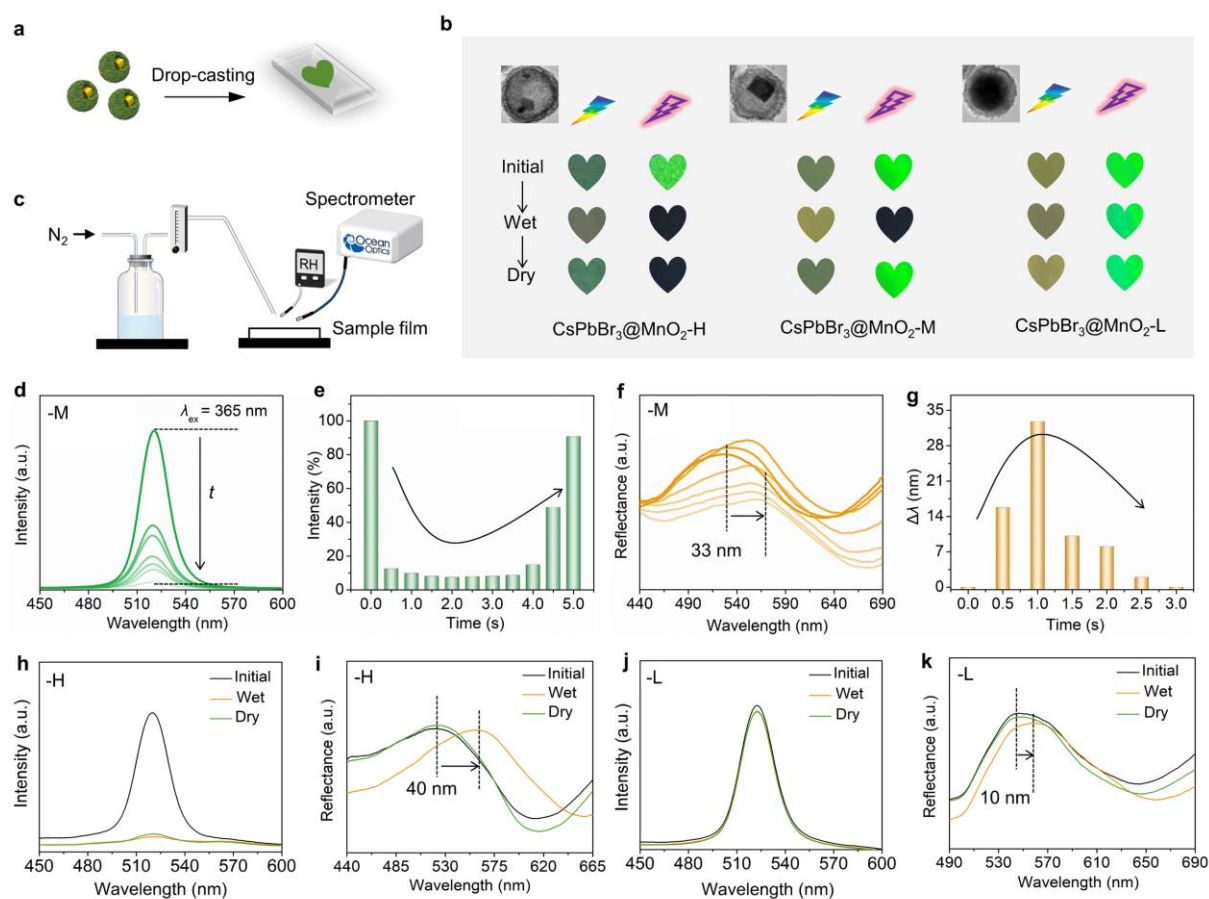 a
Drop-casting
b
Initial
Wet
Dry
CsPbBr₃@MnO₂-H
CsPbBr₃@MnO₂-M
CsPbBr₃@MnO₂-L
c
N₂
Spectrometer
Ocean
Optics
RH
Sample film
d
-M
λex = 365 nm
t
Intensity (a.u.)
450 480 510 540 570 600
Wavelength (nm)
e
Intensity (%)
100
80
60
40
20
0
0.0 1.0 2.0 3.0 4.0 5.0
Time (s)
f
-M
33 nm
Reflectance (a.u.)
440 490 540 590 640 690
Wavelength (nm)
g
Δλ (nm)
35
28
21
14
7
0
0.0 0.5 1.0 1.5 2.0 2.5 3.0
Time (s)
h
-H
Initial
Wet
Dry
Intensity (a.u.)
450 480 510 540 570 600
Wavelength (nm)
i
-H
Initial
Wet
Dry
40 nm
Reflectance (a.u.)
440 485 530 575 620 665
Wavelength (nm)
j
-L
Initial
Wet
Dry
Intensity (a.u.)
450 480 510 540 570 600
Wavelength (nm)
k
-L
Initial
Wet
Dry
10 nm
Reflectance (a.u.)
490 530 570 610 650 690
Wavelength (nm)